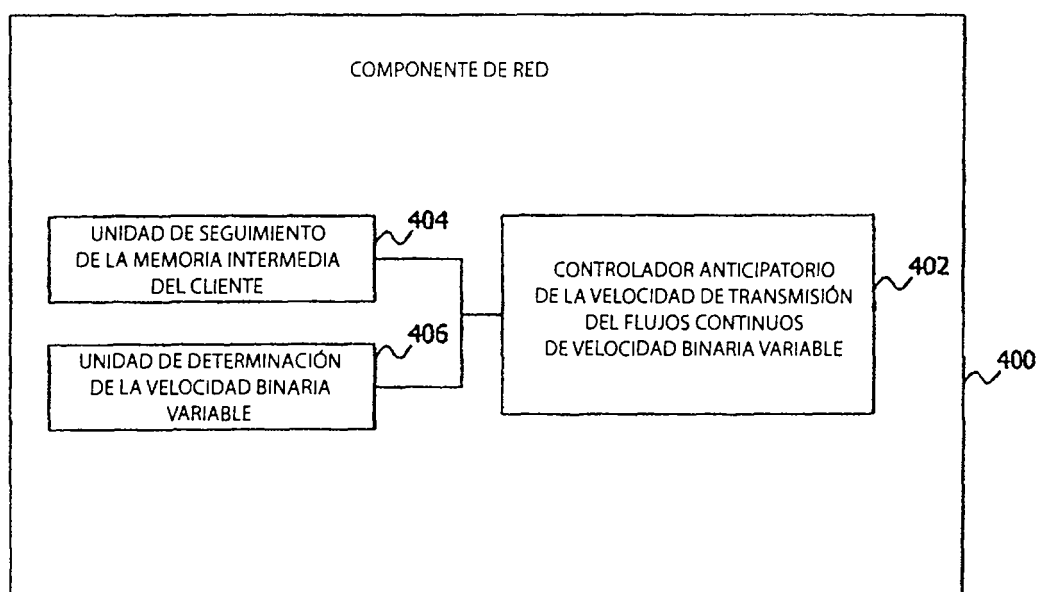 COMPONENTE DE RED
UNIDAD DE SEGUIMIENTO
DE LA MEMORIA INTERMEDIA
DEL CLIENTE
404
UNIDAD DE DETERMINACIÓN
DE LA VELOCIDAD BINARIA
VARIABLE
406
CONTROLADOR ANTICIPATORIO
DE LA VELOCIDAD DE TRANSMISIÓN
DEL FLUJOS CONTINUOS
DE VELOCIDAD BINARIA VARIABLE
402
400